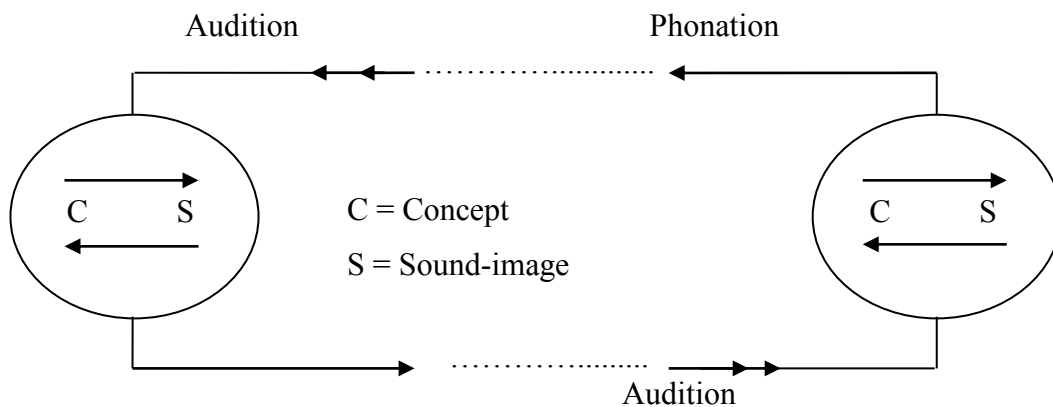 Audition Phonation
C S
C = Concept
S = Sound-image
C S
Audition